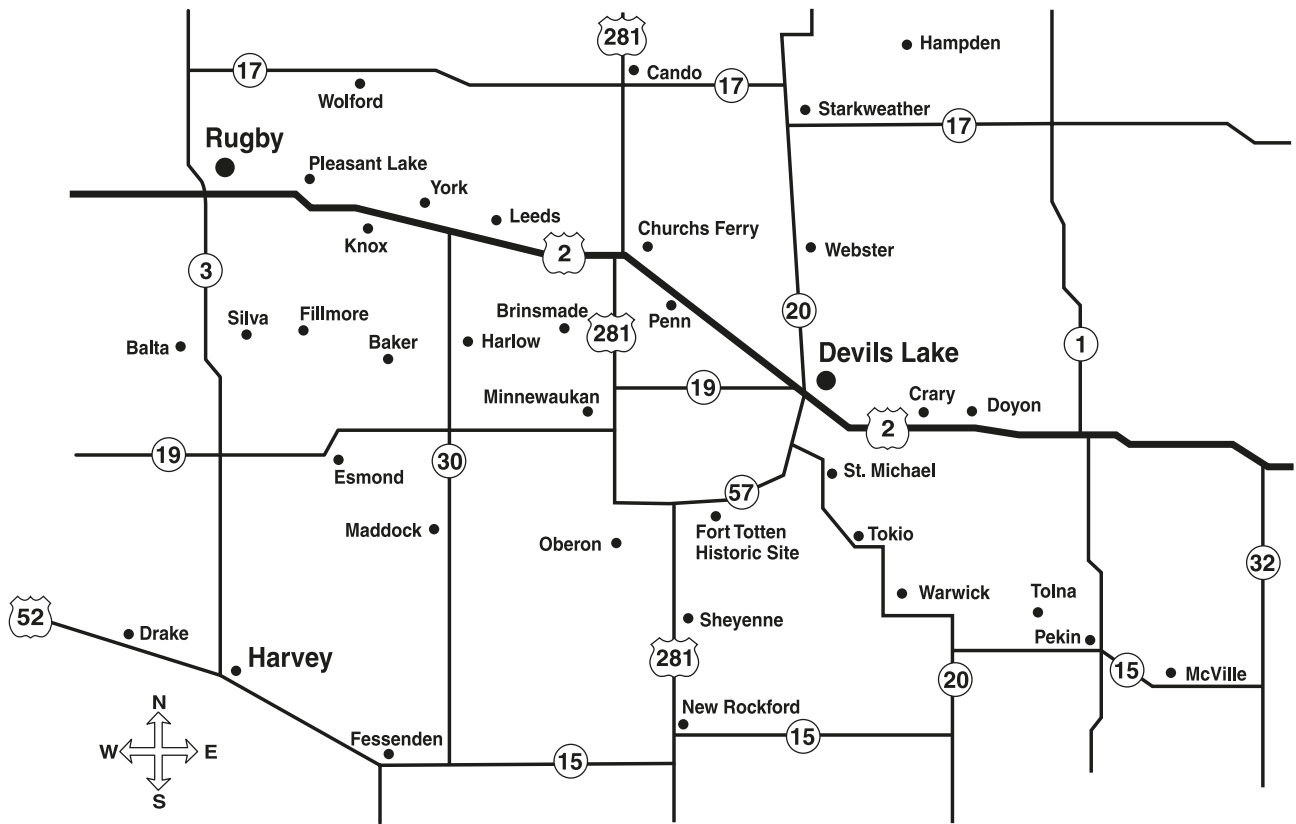 281
Hampden
17
Cando
Wolford
17
Starkweather
17
Rugby
Pleasant Lake
York
Leeds
Churchs Ferry
Knox
2
Webster
3
Silva
Fillmore
Brinsmade
Penn
20
Balta
Baker
Harlow
281
Devils Lake
1
Minnewaukan
19
Crary
Doyon
2
19
Esmond
30
St. Michael
57
Maddock
Oberon
Fort Totten
Historic Site
Tokio
32
Warwick
Tolna
52
Drake
Sheyenne
Pekin
Harvey
281
20
15
McVille
N
W E
S
New Rockford
Fessenden
15
15